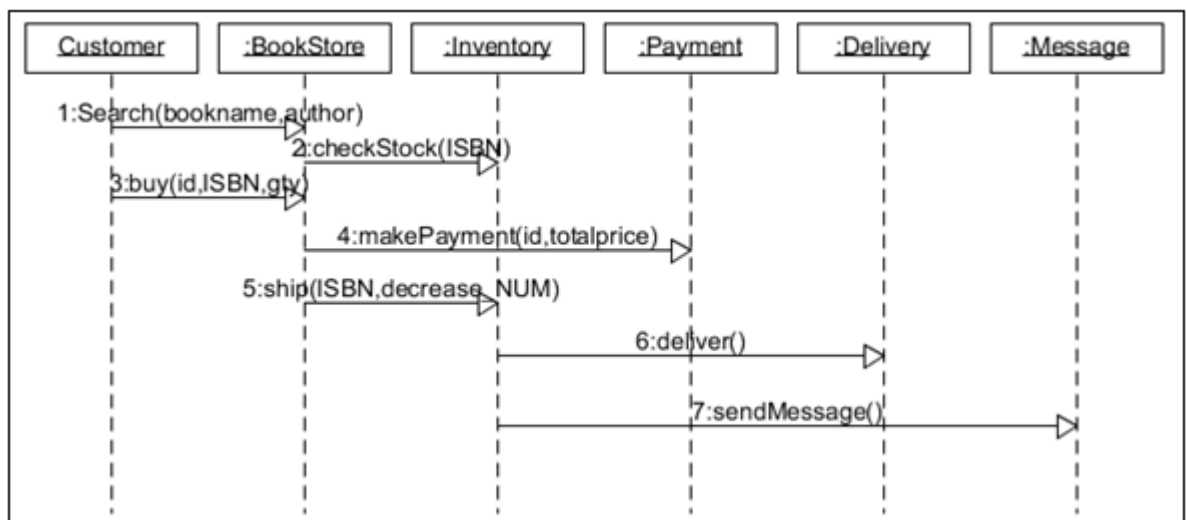 Customer
:BookStore
:Inventory
:Payment
:Delivery
:Message
1:Search(bookname,author)
2:checkStock(ISBN)
3:buy(id,ISBN,gty)
4:makePayment(id,totalprice)
5:ship(ISBN,decrease_NUM)
6:deliver()
7:sendMessage()